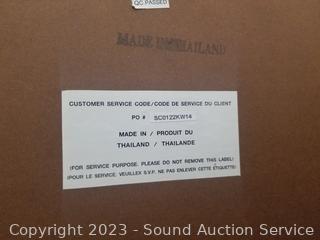 QC PASSED
MADE IN THAILAND
CUSTOMER SERVICE CODE/CODE DE SERVICE DU CLIENT
PO # SC0122KW14
MADE IN / PRODUIT DU
THAILAND / THAILANDE
(FOR SERVICE PURPOSE. PLEASE DO NOT REMOVE THIS LABEL)
(POUR LE SERVICE. VEUILLEX S.V.P. NE PAS ENLEVER CETTE ÉTIQUETTE)
Copyright © 2023 - Sound Auction Service